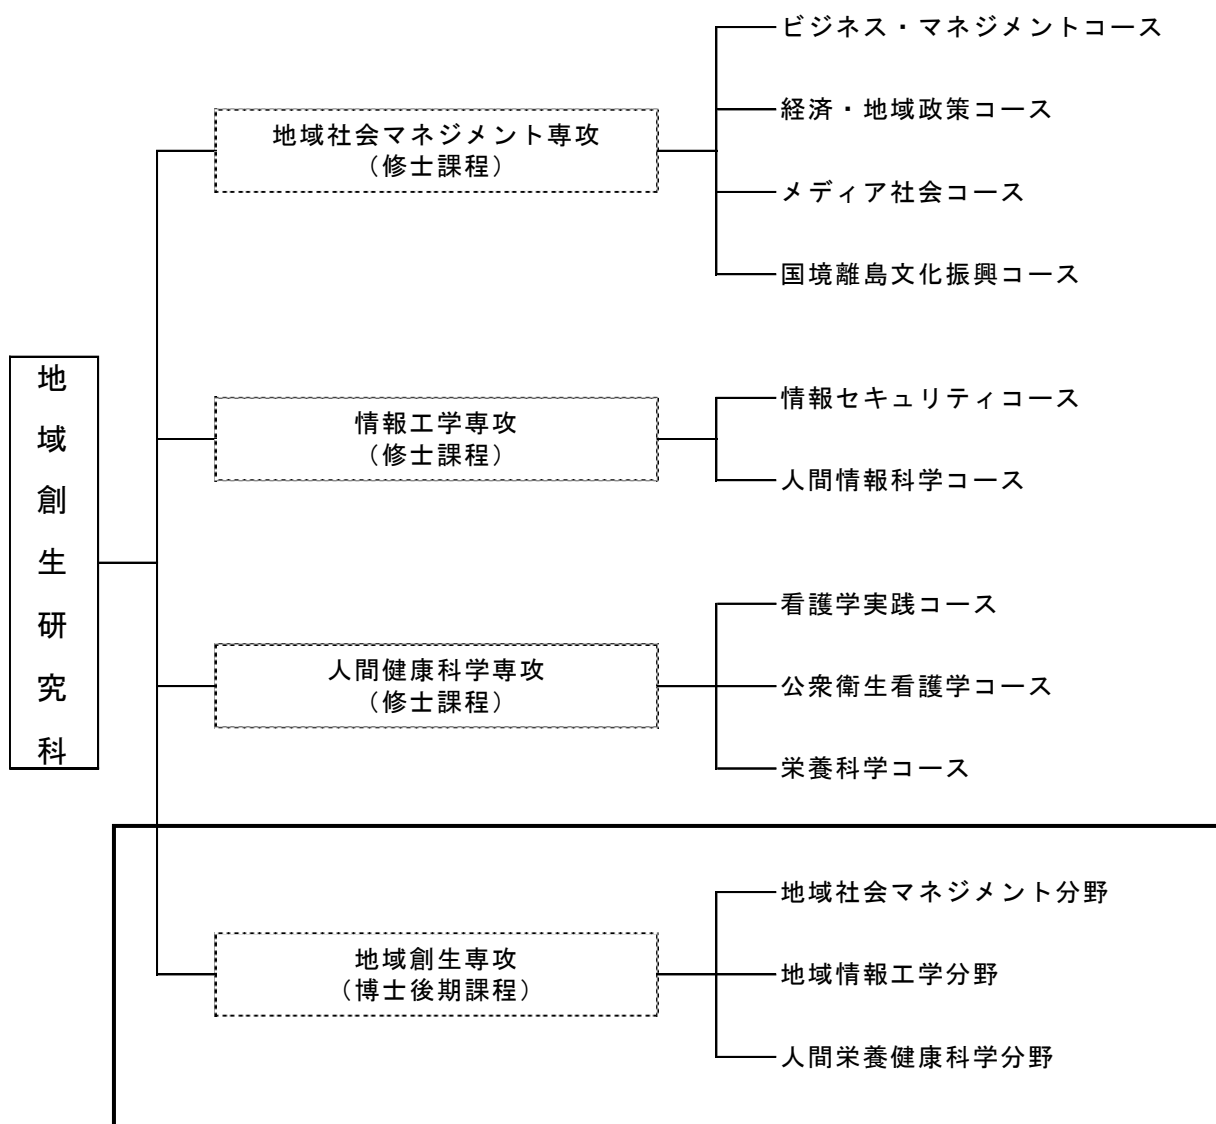 地域創生研究科
地域社会マネジメント専攻
（修士課程）
ビジネス・マネジメントコース
経済・地域政策コース
メディア社会コース
国境離島文化振興コース
情報工学専攻
（修士課程）
情報セキュリティコース
人間情報科学コース
人間健康科学専攻
（修士課程）
看護学実践コース
公衆衛生看護学コース
栄養科学コース
地域創生専攻
（博士後期課程）
地域社会マネジメント分野
地域情報工学分野
人間栄養健康科学分野